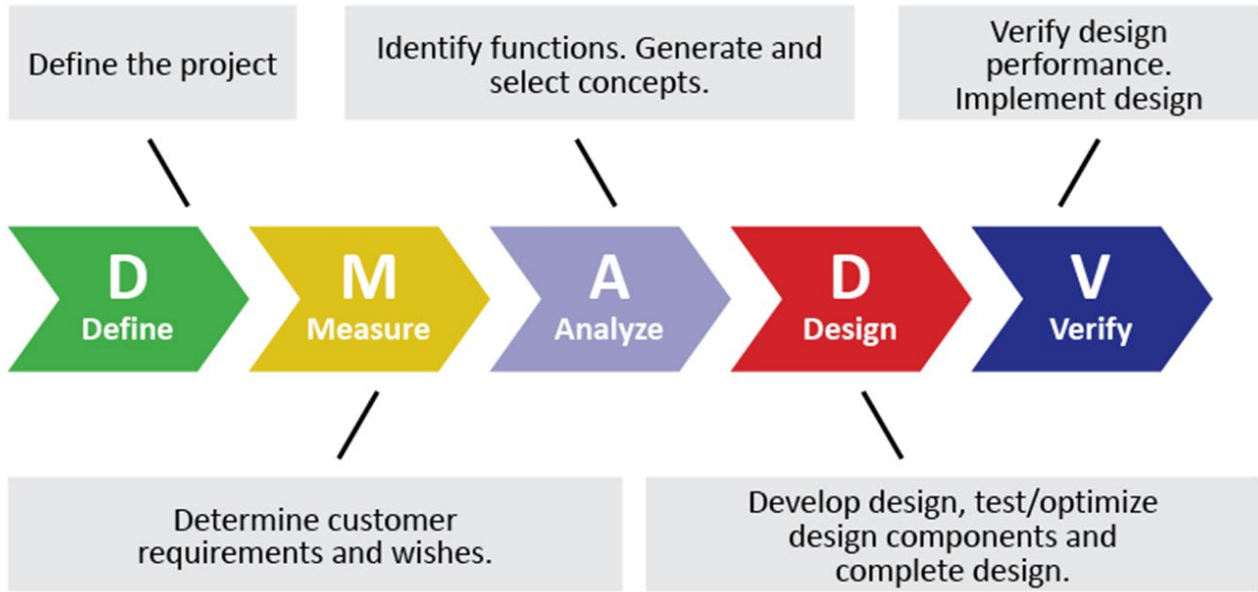 Define the project
Identify functions. Generate and
select concepts.
Verify design
performance.
Implement design
D
Define
M
Measure
A
Analyze
D
Design
V
Verify
Determine customer
requirements and wishes.
Develop design, test/optimize
design components and
complete design.